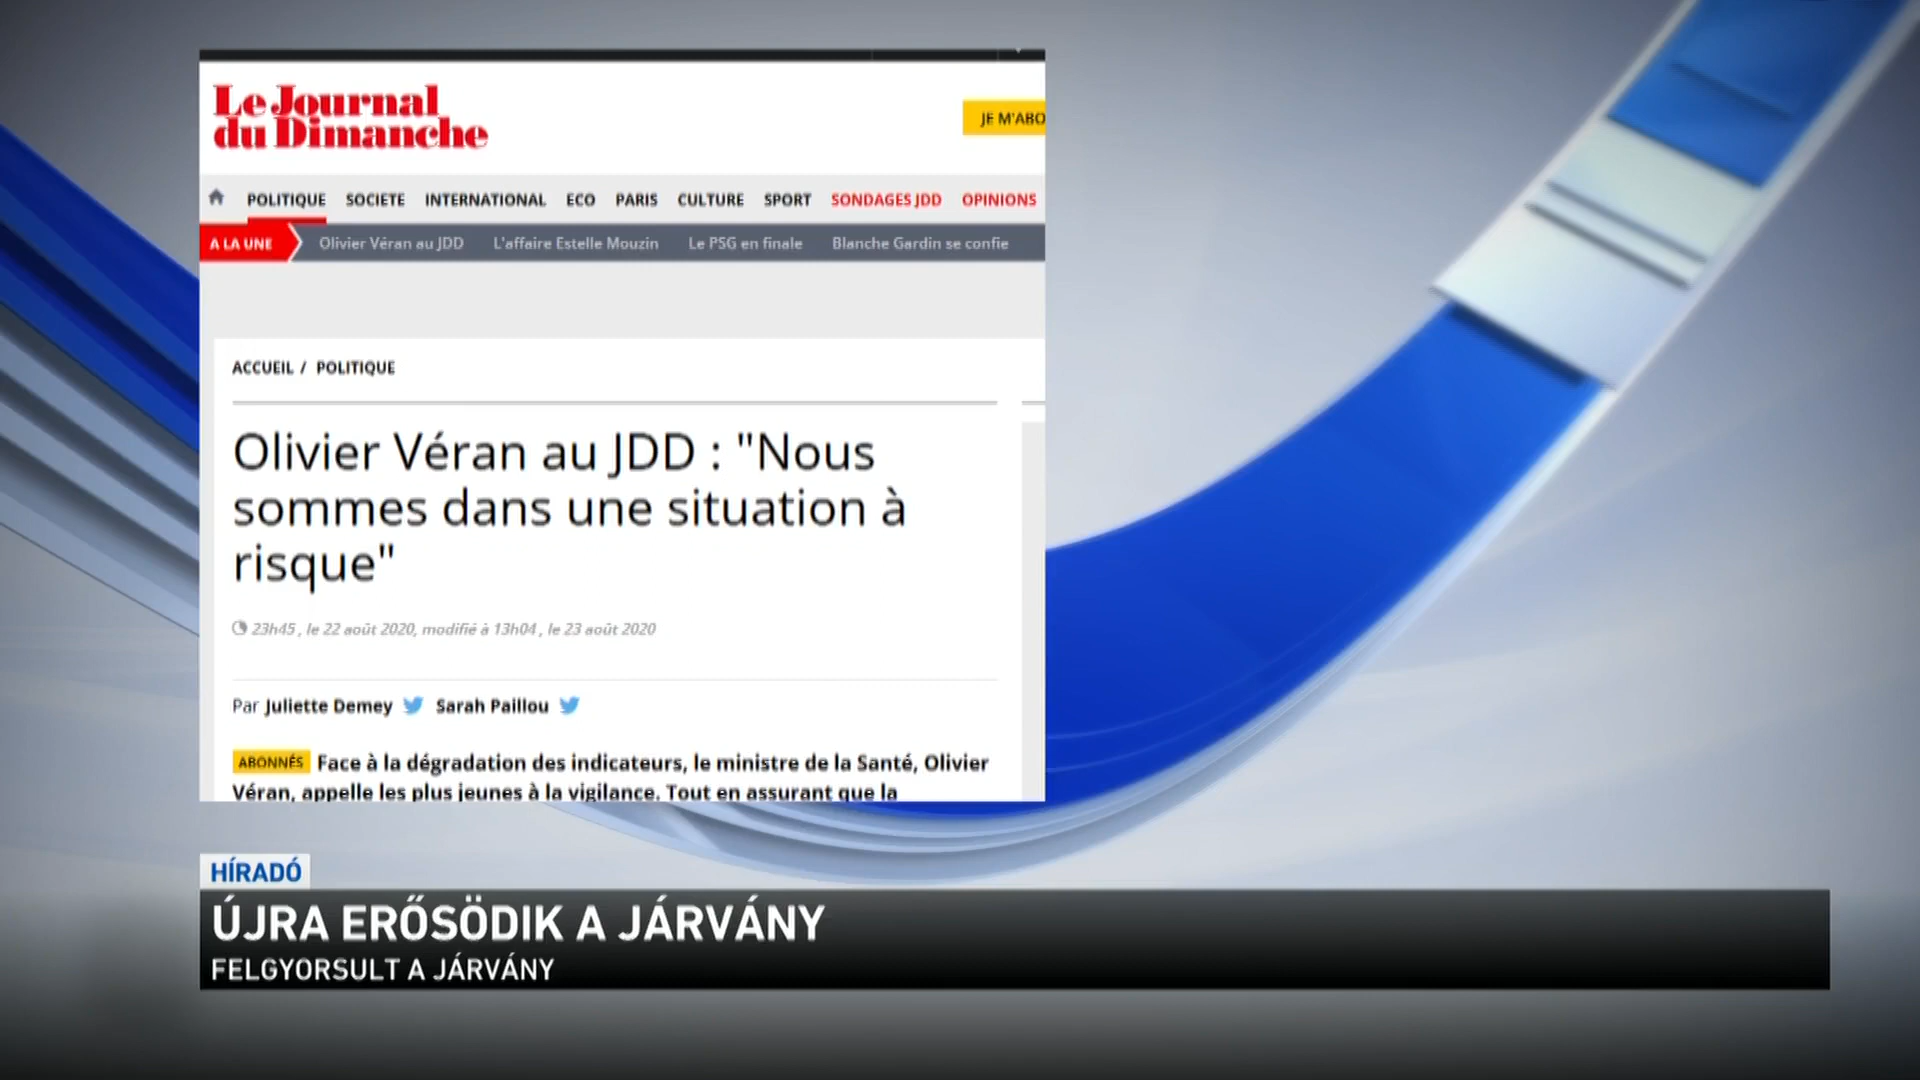 Le Journal
du Dimanche
JE M'ABO
POLITIQUE SOCIETE INTERNATIONAL ECO PARIS CULTURE SPORT SONDAGES JDD OPINIONS
A LA UNE Olivier Véran au JDD L'affaire Estelle Mouzin Le PSG en finale Blanche Gardin se confie
ACCUEIL / POLITIQUE
Olivier Véran au JDD : "Nous
sommes dans une situation à
risque"
23h45 , le 22 août 2020, modifié à 13h04 , le 23 août 2020
Par Juliette Demey Sarah Paillou
ABONNÉS Face à la dégradation des indicateurs, le ministre de la Santé, Olivier
Véran, appelle les plus jeunes à la vigilance. Tout en assurant que la
HÍRADÓ
ÚJRA ERŐSÖDIK A JÁRVÁNY
FELGYORSULT A JÁRVÁNY